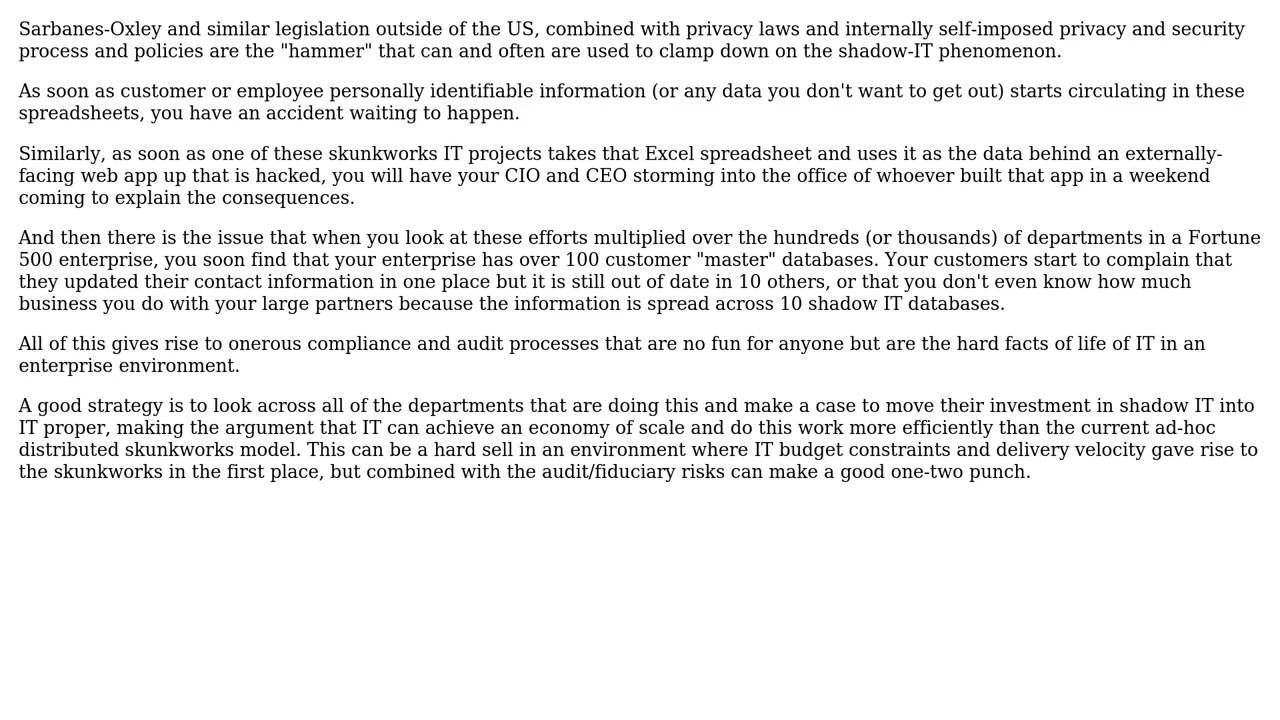 Sarbanes-Oxley and similar legislation outside of the US, combined with privacy laws and internally self-imposed privacy and security
process and policies are the "hammer" that can and often are used to clamp down on the shadow-IT phenomenon.
As soon as customer or employee personally identifiable information (or any data you don't want to get out) starts circulating in these
spreadsheets, you have an accident waiting to happen.
Similarly, as soon as one of these skunkworks IT projects takes that Excel spreadsheet and uses it as the data behind an externally-
facing web app up that is hacked, you will have your CIO and CEO storming into the office of whoever built that app in a weekend
coming to explain the consequences.
And then there is the issue that when you look at these efforts multiplied over the hundreds (or thousands) of departments in a Fortune
500 enterprise, you soon find that your enterprise has over 100 customer "master" databases. Your customers start to complain that
they updated their contact information in one place but it is still out of date in 10 others, or that you don't even know how much
business you do with your large partners because the information is spread across 10 shadow IT databases.
All of this gives rise to onerous compliance and audit processes that are no fun for anyone but are the hard facts of life of IT in an
enterprise environment.
A good strategy is to look across all of the departments that are doing this and make a case to move their investment in shadow IT into
IT proper, making the argument that IT can achieve an economy of scale and do this work more efficiently than the current ad-hoc
distributed skunkworks model. This can be a hard sell in an environment where IT budget constraints and delivery velocity gave rise to
the skunkworks in the first place, but combined with the audit/fiduciary risks can make a good one-two punch.